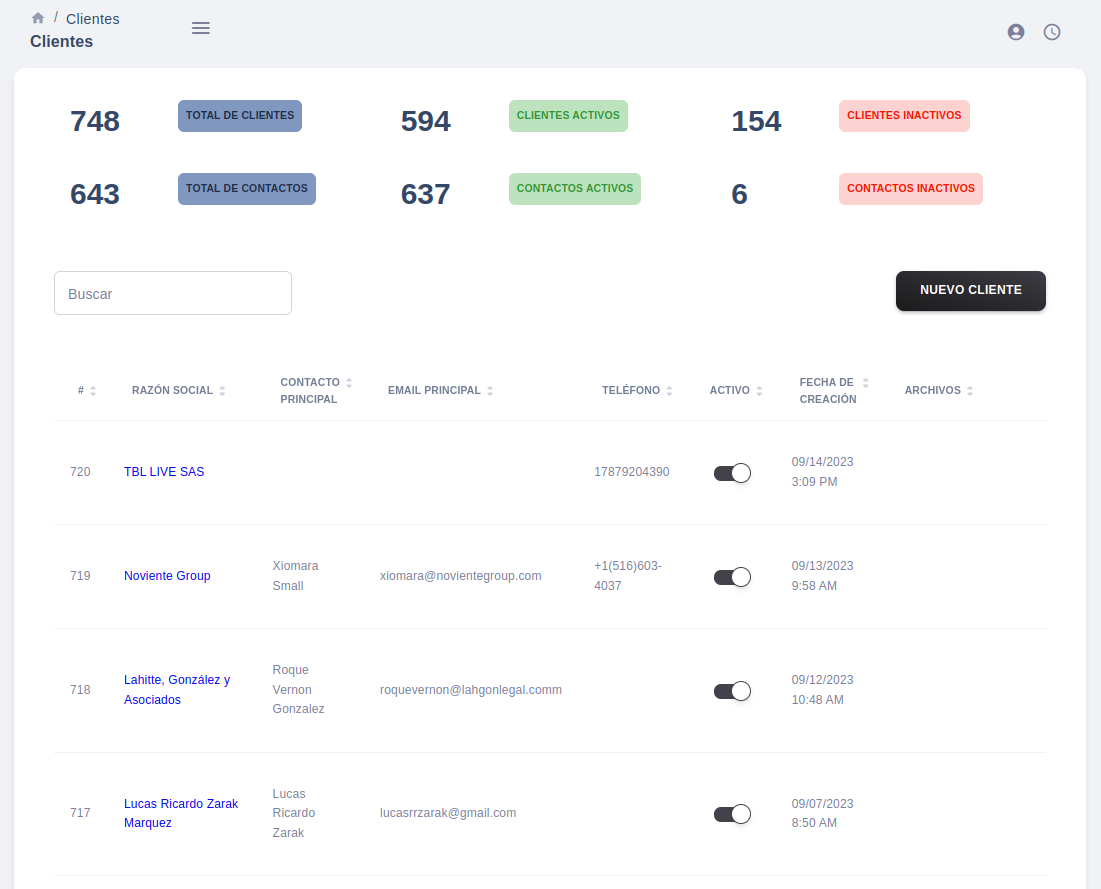 / Clientes
Clientes
748 TOTAL DE CLIENTES 594 CLIENTES ACTIVOS 154 CLIENTES INACTIVOS
643 TOTAL DE CONTACTOS 637 CONTACTOS ACTIVOS 6 CONTACTOS INACTIVOS
Buscar NUEVO CLIENTE
# RAZÓN SOCIAL CONTACTO PRINCIPAL EMAIL PRINCIPAL TELÉFONO ACTIVO FECHA DE CREACIÓN ARCHIVOS
720 TBL LIVE SAS 17879204390 09/14/2023
3:09 PM
719 Noviente Group Xiomara
Small xiomara@novientegroup.com +1(516)603-
4037 09/13/2023
9:58 AM
718 Lahitte, González y
Asociados Roque
Vernon
Gonzalez roquevernon@lahgonlegal.comm 09/12/2023
10:48 AM
717 Lucas Ricardo Zarak
Marquez Lucas
Ricardo
Zarak lucasrrzarak@gmail.com 09/07/2023
8:50 AM